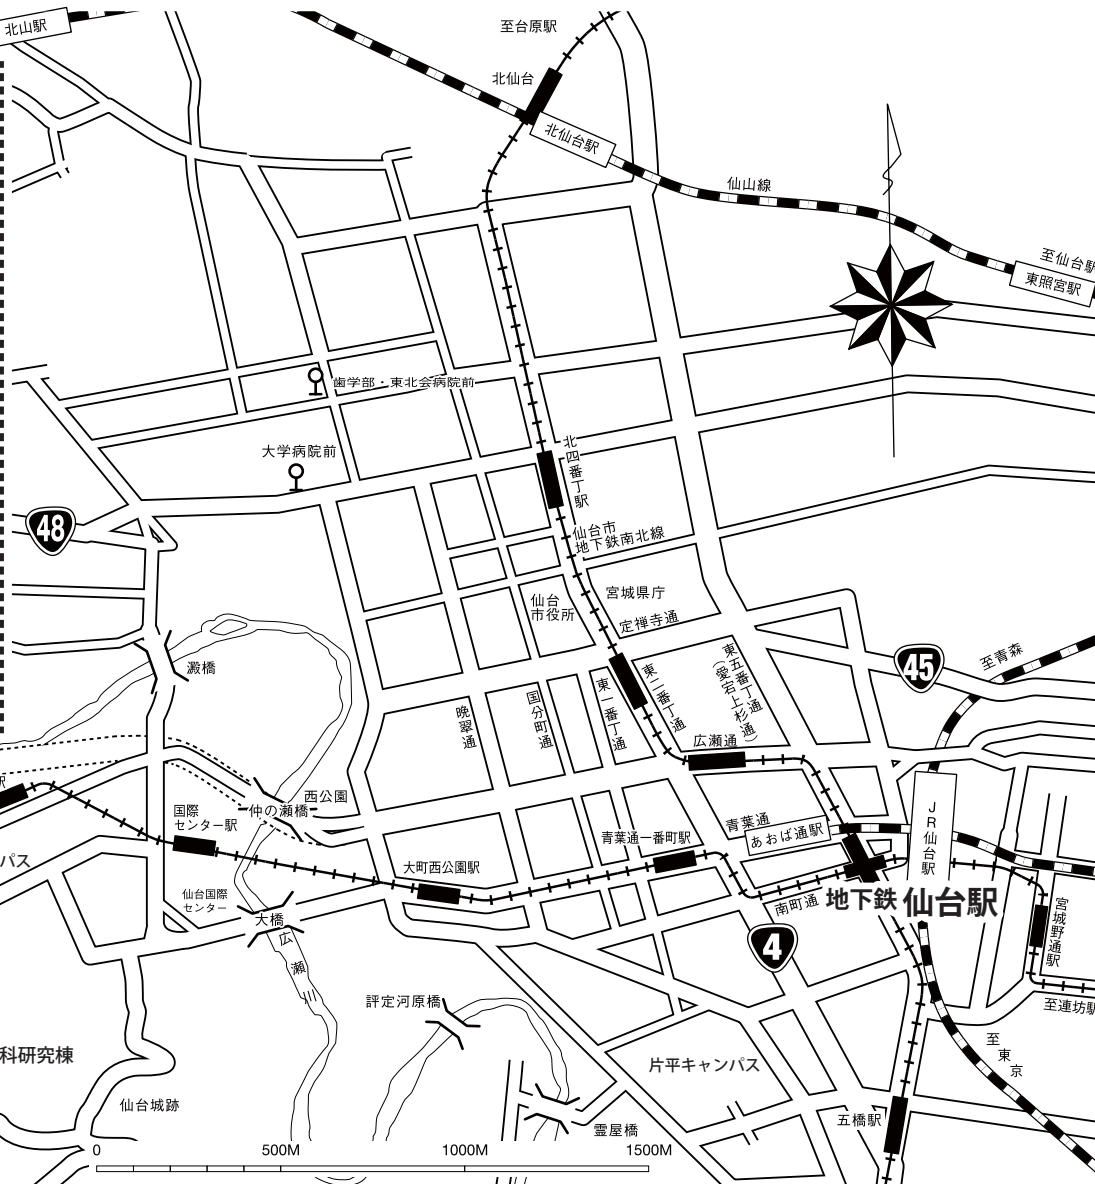 北山駅
至台原駅
北仙台
北仙台駅
仙山線
至仙台駅
東照宮駅
歯学部・東北会病院前
大学病院前
北四番丁駅
48
仙台市
地下鉄南北線
仙台
市役所
宮城県庁
定禅寺通
澱橋
45
至青森
東二番丁通
東五番丁通
（愛宕上杉通）
東一番丁通
国分町通
晩翠通
広瀬通
西公園
仲の瀬橋
国際
センター駅
駅
青葉通
あおば通駅
青葉通一番町駅
JR仙台駅
パス
大町西公園駅
仙台国際
センター
大橋
南町通
地下鉄 仙台駅
宮城野通駅
広瀬川
4
評定河原橋
至連坊駅
至東京
科研究棟
片平キャンパス
仙台城跡
五橋駅
霊屋橋
0 500M 1000M 1500M